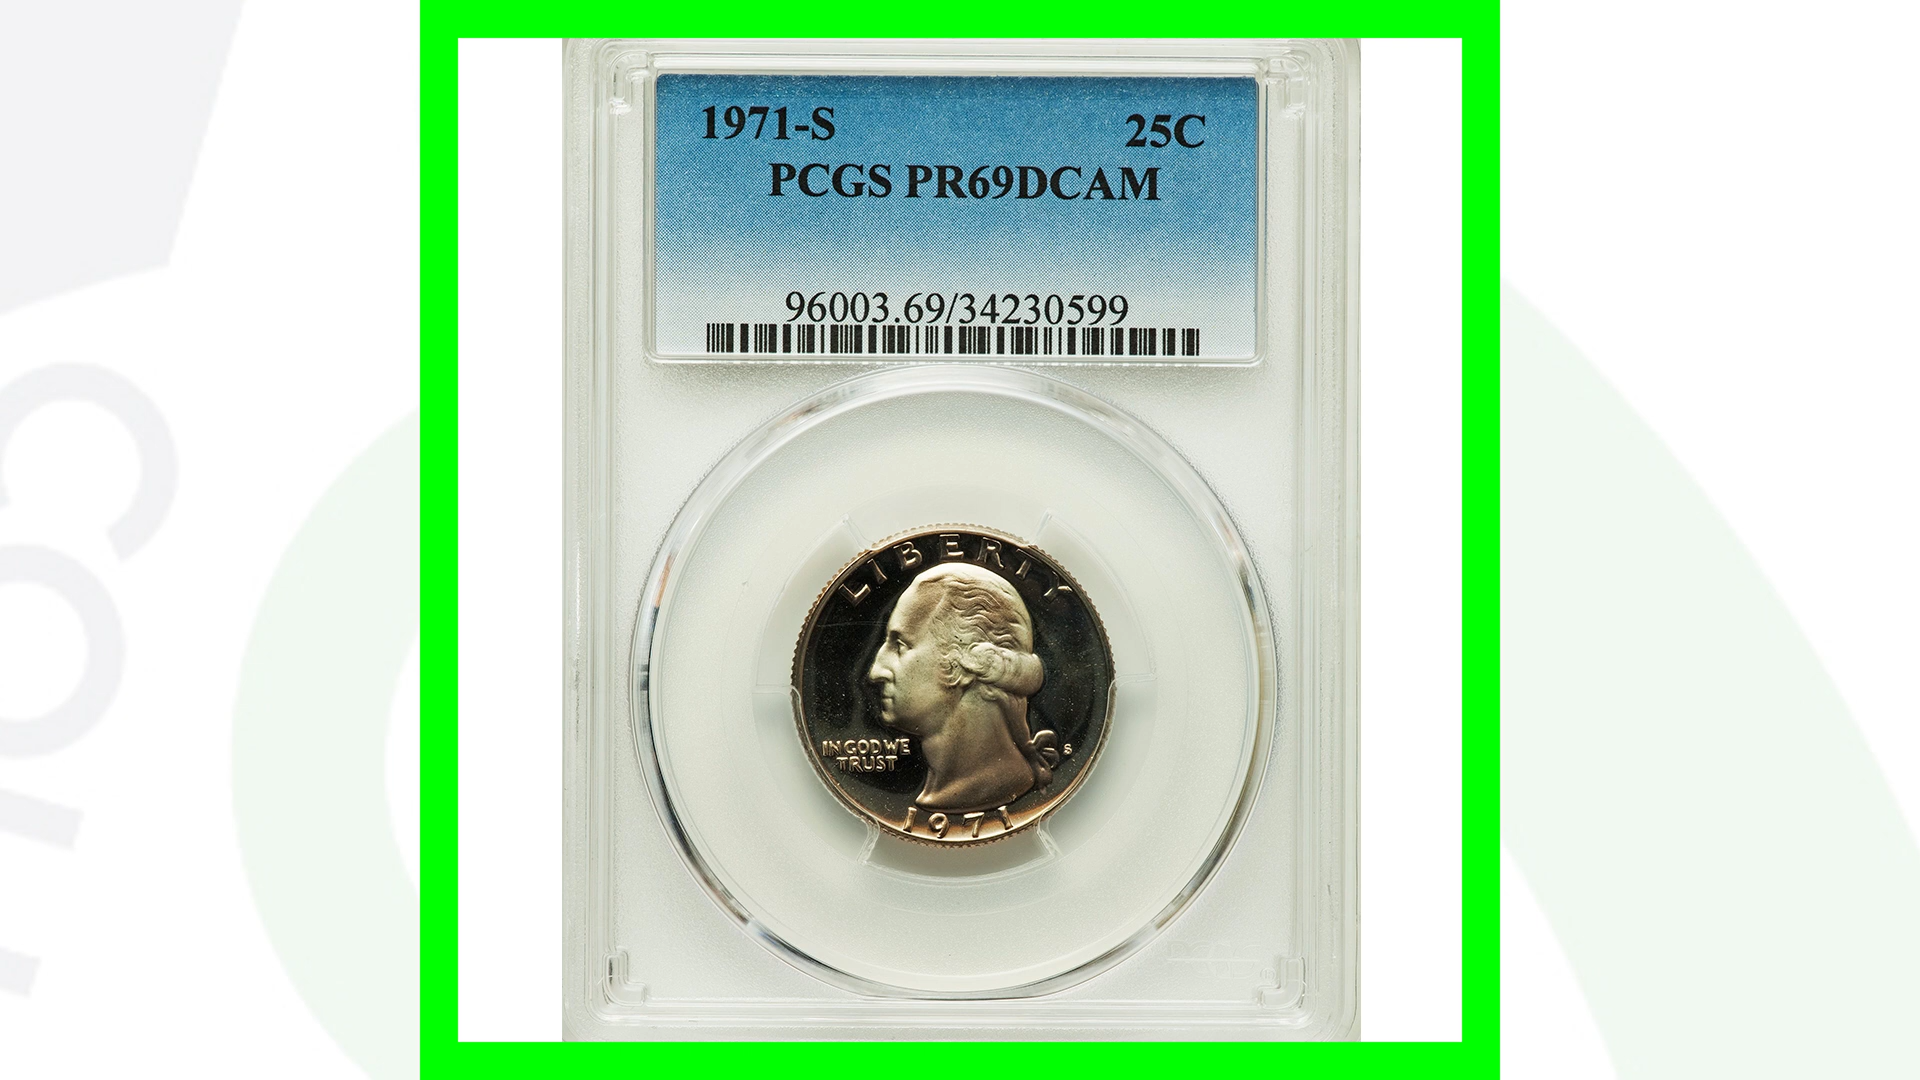 1971-S 25C
PCGS PR69DCAM
96003.69/34230599
LIBERTY
IN GOD WE
TRUST
S
1971